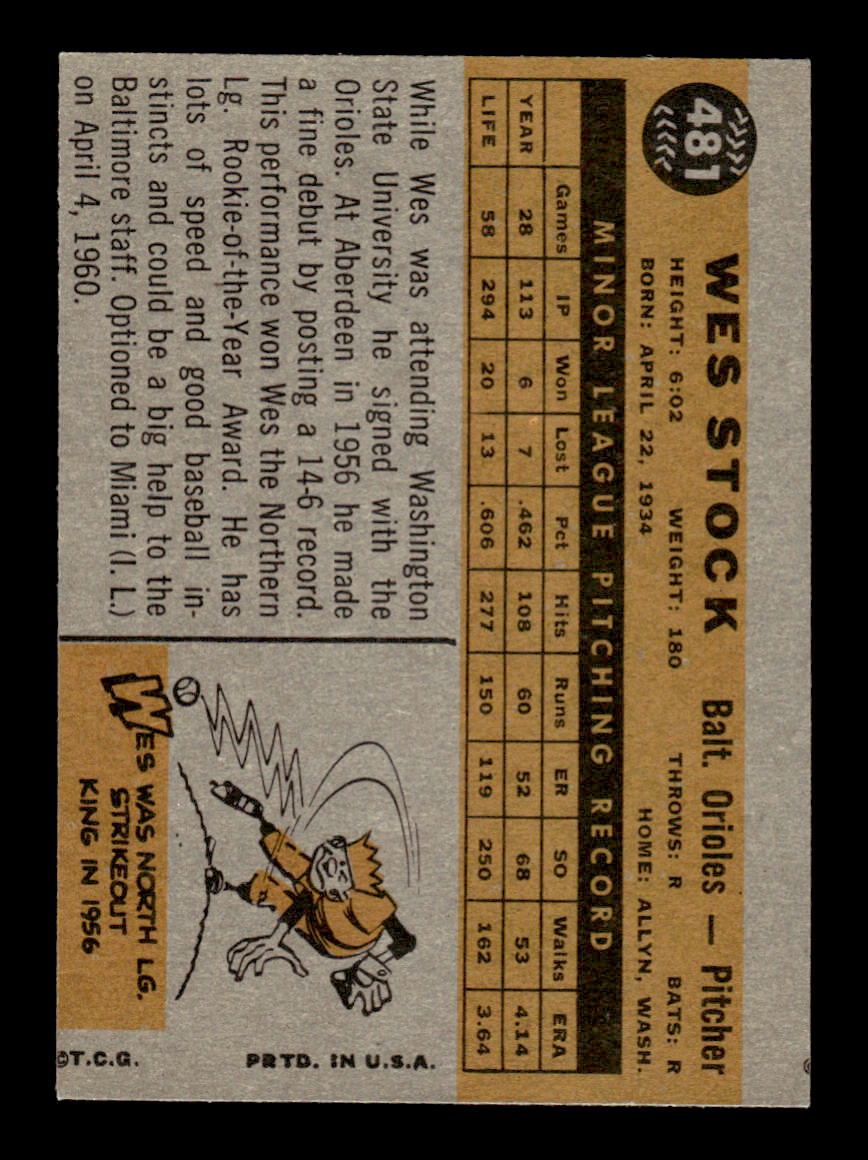 481
WES STOCK Balt. Orioles — Pitcher
HEIGHT: 6:02 WEIGHT: 180 THROWS: R BATS: R
BORN: APRIL 22, 1934 HOME: ALLYN, WASH.
MINOR LEAGUE PITCHING RECORD
Games IP Won Lost Pct Hits Runs ER SO Walks ERA
YEAR 28 113 6 7 .462 108 60 52 68 53 4.14
LIFE 58 294 20 13 .606 277 150 119 250 162 3.64
While Wes was attending Washington
State University he signed with the
Orioles. At Aberdeen in 1956 he made
a fine debut by posting a 14-6 record.
This performance won Wes the Northern
Lg. Rookie-of-the-Year Award. He has
lots of speed and good baseball in-
stincts and could be a big help to the
Baltimore staff. Optioned to Miami (I. L.)
on April 4, 1960.
WES WAS NORTH LG.
STRIKEOUT
KING IN 1956
©T.C.G. PRTD. IN U.S.A.